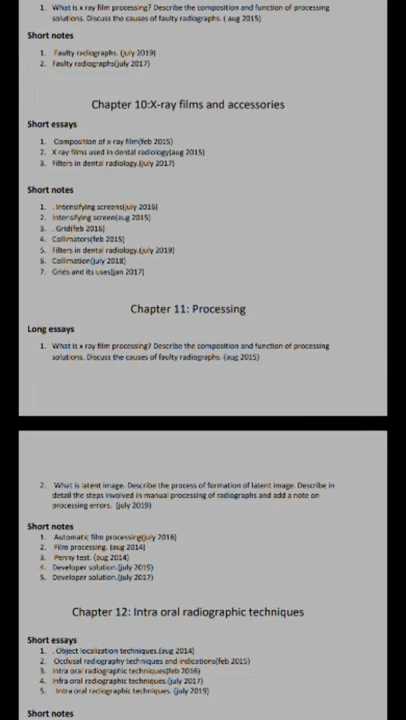 1. What is x ray film processing? Describe the composition and function of processing
solutions. Discuss the causes of faulty radiographs. ( aug 2015)
Short notes
1. Faulty radiographs. (july 2019)
2. Faulty radiographs(july 2017)
Chapter 10:X-ray films and accessories
Short essays
1. Composition of x-ray film(feb 2015)
2. X ray films used in dental radiology(aug 2015)
3. Filters in dental radiology.(july 2017)
Short notes
1. . Intensifying screens(july 2016)
2. Intensifying screen(aug 2015)
3. . Grid(feb 2016)
4. Collimators(feb 2015)
5. Filters in dental radiology.(july 2019)
6. Collimation(july 2018)
7. Grids and its uses(jan 2017)
Chapter 11: Processing
Long essays
1. What is x ray film processing? Describe the composition and function of processing
solutions. Discuss the causes of faulty radiographs. (aug 2015)
2. What is latent image. Describe the process of formation of latent image. Describe in
detail the steps involved in manual processing of radiographs and add a note on
processing errors. (july 2019)
Short notes
1. Automatic film processing(july 2016)
2. Film processing. (aug 2014)
3. Penny test. (aug 2014)
4. Developer solution.(july 2019)
5. Developer solution.(july 2017)
Chapter 12: Intra oral radiographic techniques
Short essays
1. . Object localization techniques.(aug 2014)
2. Occlusal radiography techniques and indications(feb 2015)
3. Intra oral radiographic techniques(feb 2016)
4. Infra oral radiographic techniques.(july 2017)
5. . Intra oral radiographic techniques. (july 2019)
Short notes